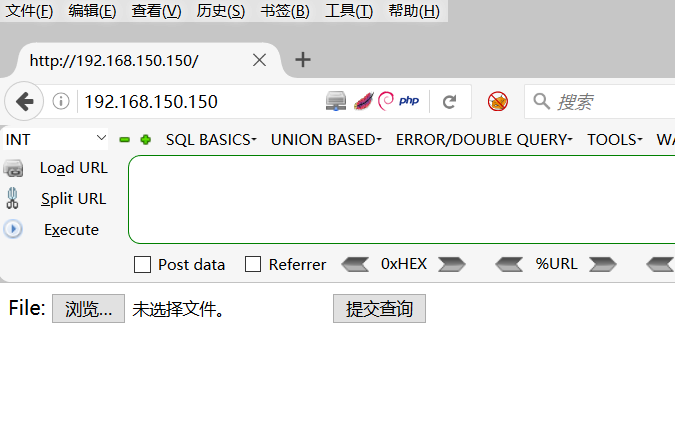 文件(F) 编辑(E) 查看(V) 历史(S) 书签(B) 工具(T) 帮助(H)
http://192.168.150.150/
192.168.150.150 php 搜索
INT SQL BASICS UNION BASED ERROR/DOUBLE QUERY TOOLS WA
Load URL
Split URL
Execute
Post data Referrer 0xHEX %URL
File: 浏览... 未选择文件。 提交查询